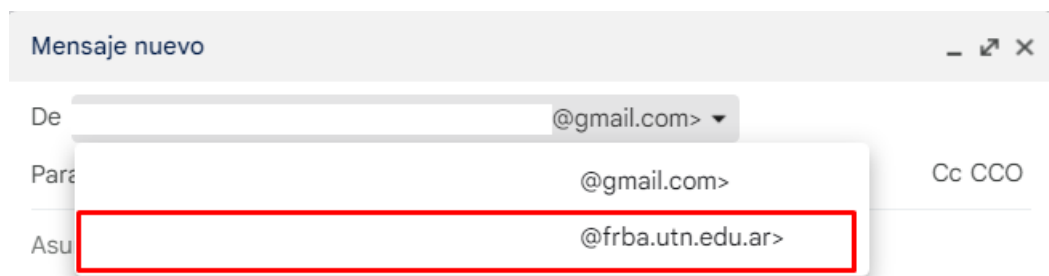 Mensaje nuevo
De @gmail.com>
Para @gmail.com> Cc CCO
Asu @frba.utn.edu.ar>